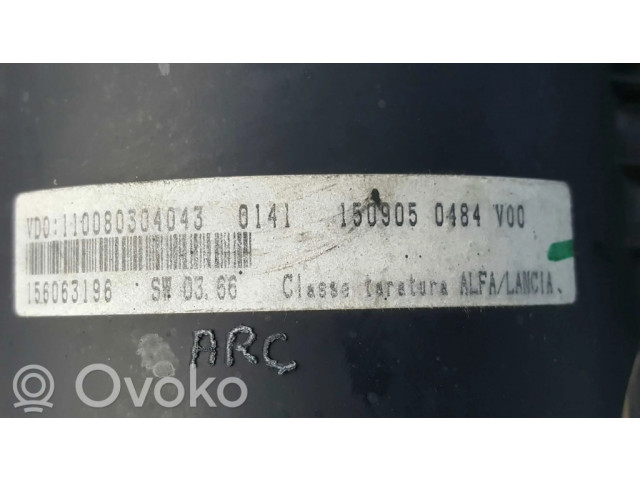 VDO:110080304043 0141 150905 0484 V00
156063196 SW 03.66 Classe taratura ALFA/LANCIA.
ARC
Ovoko